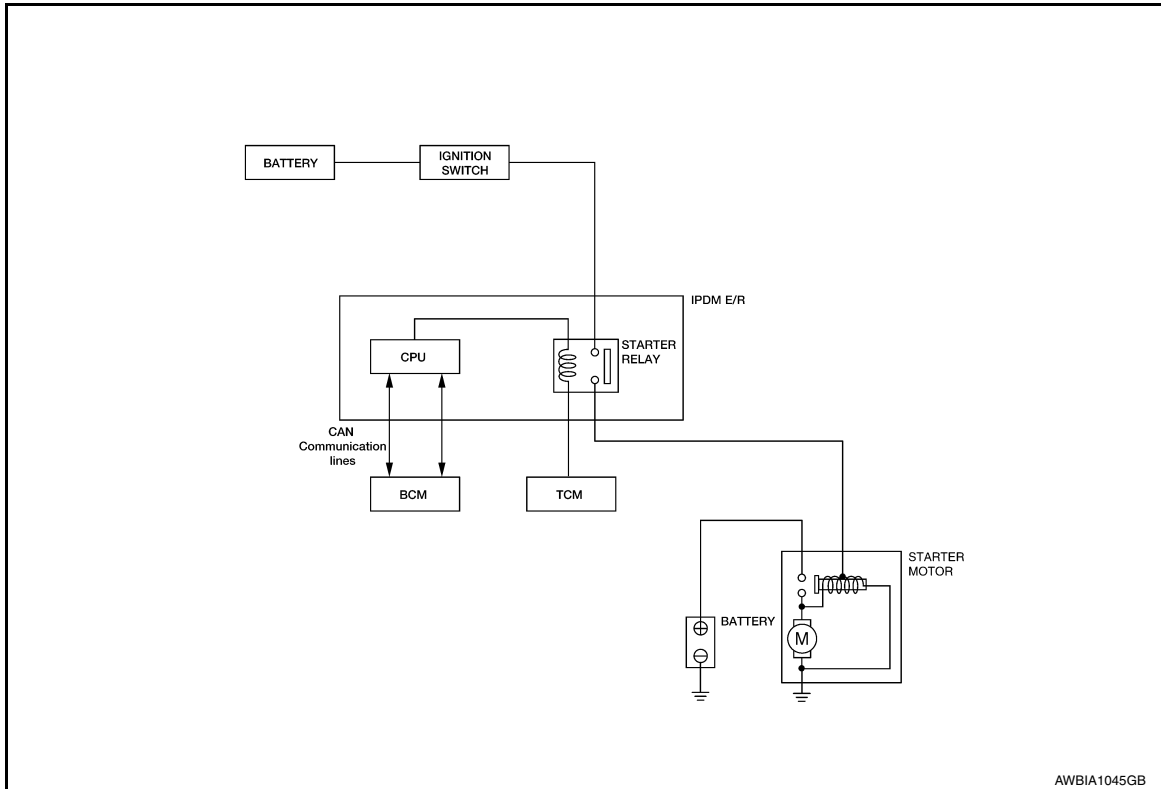 BATTERY
IGNITION
SWITCH
IPDM E/R
CPU
STARTER
RELAY
CAN
Communication
lines
BCM
TCM
STARTER
MOTOR
BATTERY
M
AWBIA1045GB